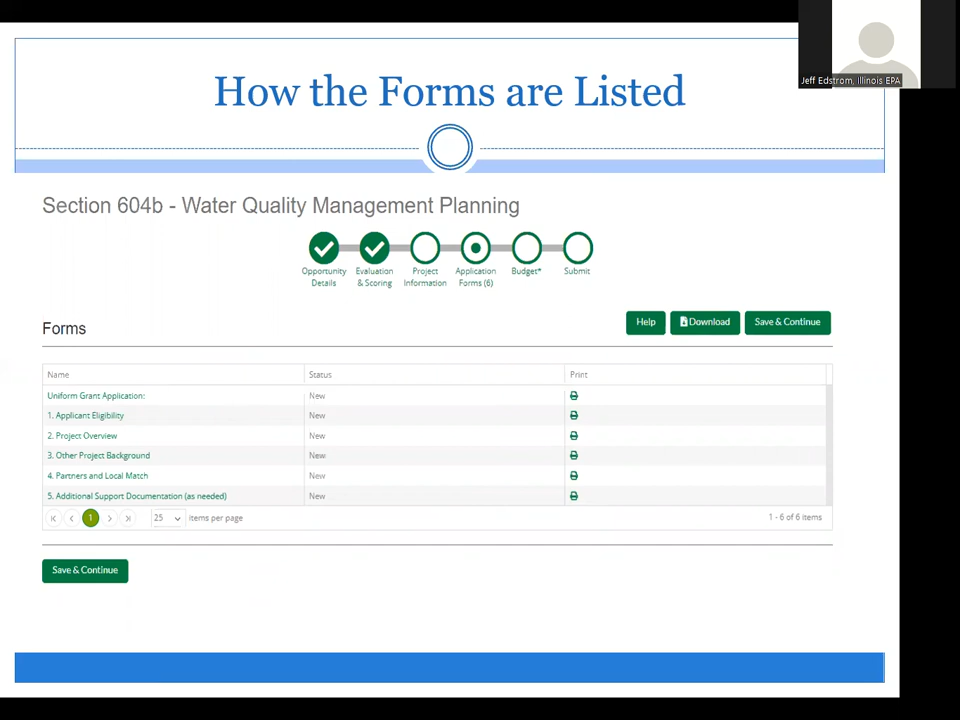 Jeff Edstrom, Illinois EPA
How the Forms are Listed
Section 604b - Water Quality Management Planning
Opportunity Details
Evaluation & Scoring
Project Information
Application Forms (6)
Budget*
Submit
Forms
Help
Download
Save & Continue
Name Status Print
Uniform Grant Application: New
1. Applicant Eligibility New
2. Project Overview New
3. Other Project Background New
4. Partners and Local Match New
5. Additional Support Documentation (as needed) New
1 25 items per page 1 - 6 of 6 items
Save & Continue